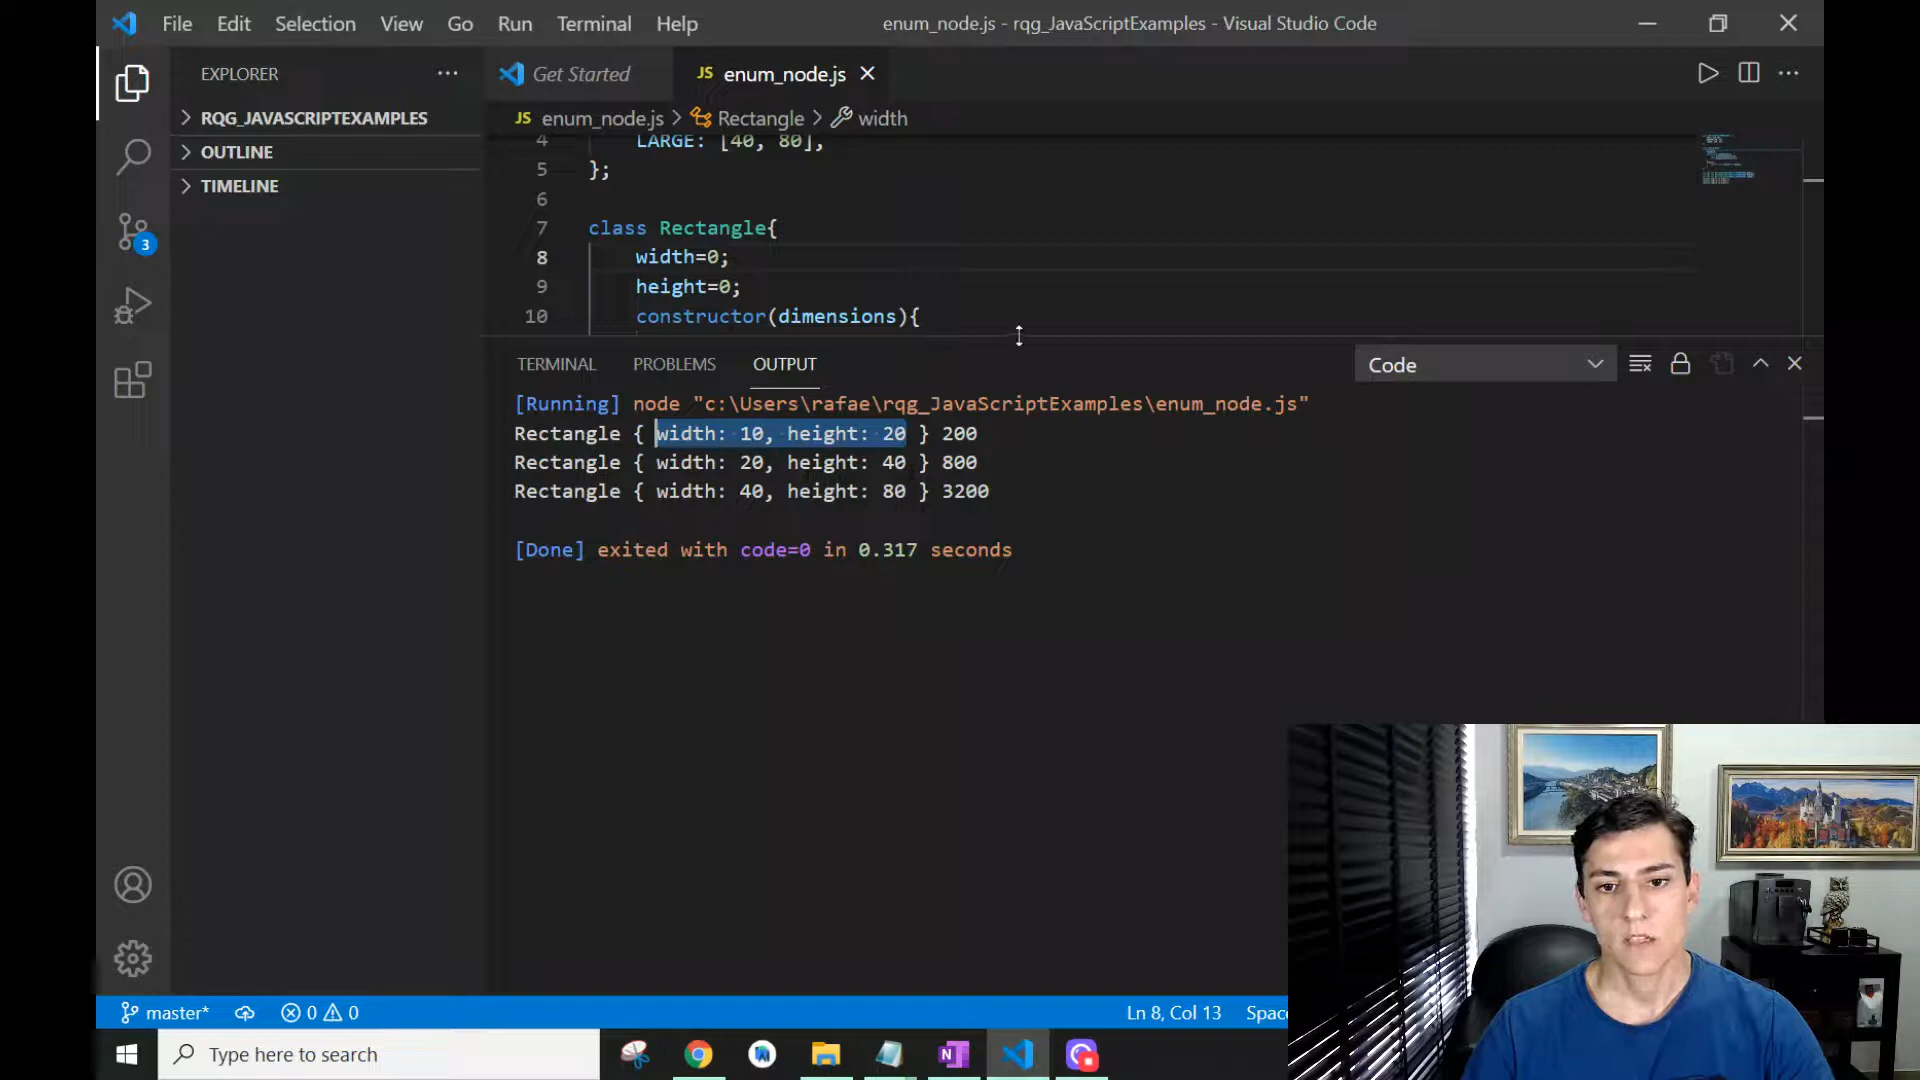 File Edit Selection View Go Run Terminal Help
enum_node.js - rqg_JavaScriptExamples - Visual Studio Code
EXPLORER
RQG_JAVASCRIPTEXAMPLES
OUTLINE
TIMELINE
3
Get Started
JS enum_node.js
JS enum_node.js > Rectangle > width
4 LARGE: [40, 80],
5 };
6
7 class Rectangle{
8 width=0;
9 height=0;
10 constructor(dimensions){
TERMINAL PROBLEMS OUTPUT
Code
[Running] node "c:\Users\rafae\rqg_JavaScriptExamples\enum_node.js"
Rectangle { width: 10, height: 20 } 200
Rectangle { width: 20, height: 40 } 800
Rectangle { width: 40, height: 80 } 3200
[Done] exited with code=0 in 0.317 seconds
master* 0 0
Ln 8, Col 13 Space
Type here to search
N